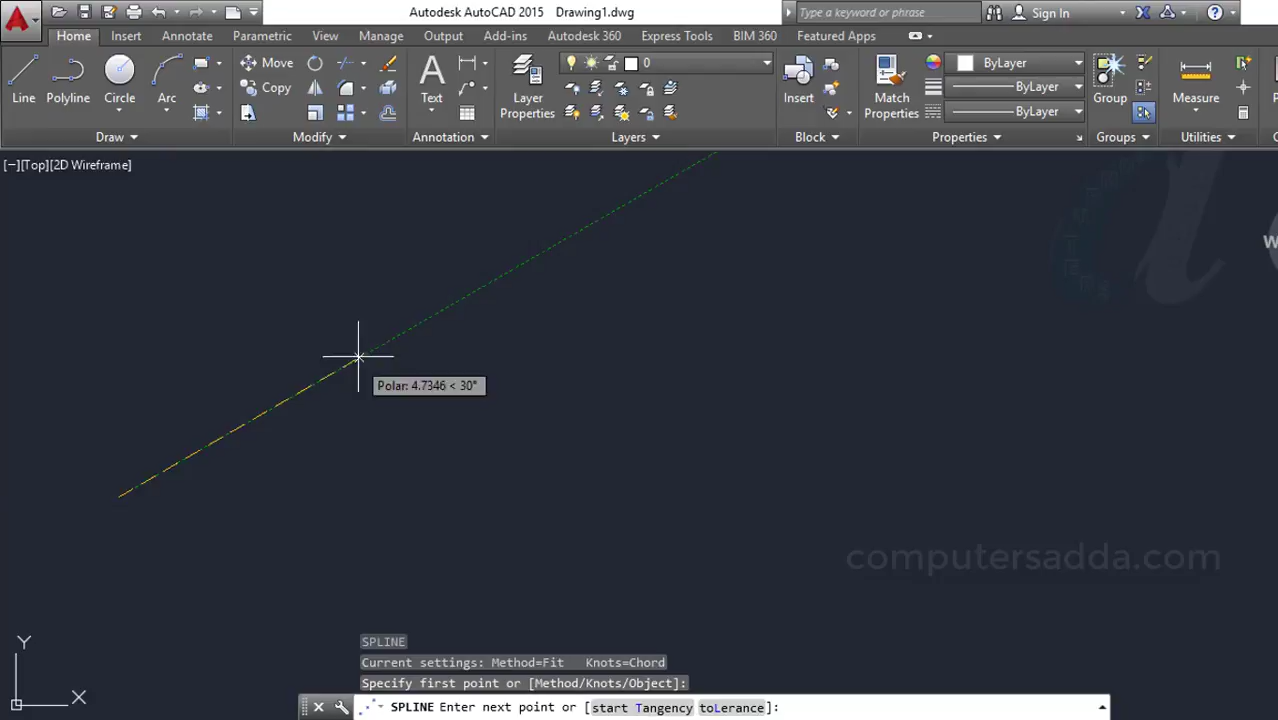 Autodesk AutoCAD 2015 Drawing1.dwg
Type a keyword or phrase
Sign In
Home Insert Annotate Parametric View Manage Output Add-ins Autodesk 360 Express Tools BIM 360 Featured Apps
Line Polyline Circle Arc
Move
Copy
Text
Layer
Properties
0
Insert
Match
Properties
ByLayer
ByLayer
ByLayer
Group
Measure
Draw Modify Annotation Layers Block Properties Groups Utilities
[−][Top][2D Wireframe]
W
Polar: 4.7346 < 30°
computersadda.com
Y
X
SPLINE
Current settings: Method=Fit Knots=Chord
Specify first point or [Method/Knots/Object]:
SPLINE Enter next point or [start Tangency toLerance]: